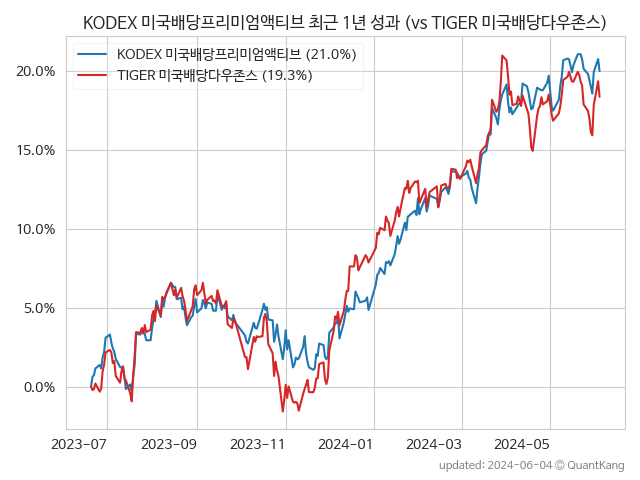 KODEX 미국배당프리미엄액티브 최근 1년 성과 (vs TIGER 미국배당다우존스)
KODEX 미국배당프리미엄액티브 (21.0%)
TIGER 미국배당다우존스 (19.3%)
20.0%
15.0%
10.0%
5.0%
0.0%
2023-07 2023-09 2023-11 2024-01 2024-03 2024-05
updated: 2024-06-04 © QuantKang